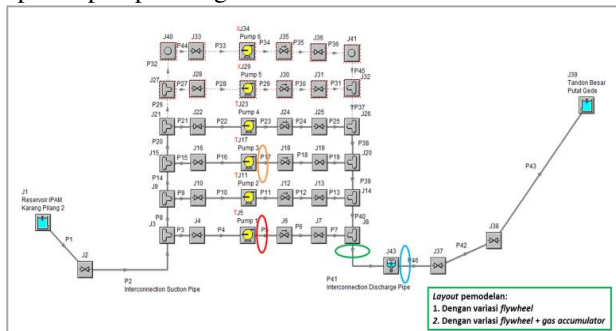 J40
P44
J33
P33
XJ34
Pump 6
P34
J35
P35
J36
J41
P32
P45
J27
P27
J28
P28
XJ29
Pump 5
P29
J30
P30
J31
P31
J32
P26
P37
J21
P21
J22
P22
TJ23
Pump 4
P23
J24
P24
J25
J26
P20
P38
J15
P15
J16
P16
TJ17
Pump 3
P17
J18
P18
J19
P19
J20
P14
P39
J9
P9
J10
P10
TJ11
Pump 2
P11
J12
P12
J13
P13
J14
P8
P40
J3
P3
J4
P4
TJ5
Pump 1
J6
P6
J7
P7
J8
J1
Reservoir IPAM
Karang Pilang 2
P1
J2
P2
Interconnection Suction Pipe
P41
Interconnection Discharge Pipe
J43
P46
J37
P42
J38
P43
J39
Tandon Besar
Putat Gede
Layout pemodelan:
1. Dengan variasi flywheel
2. Dengan variasi flywheel + gas accumulator